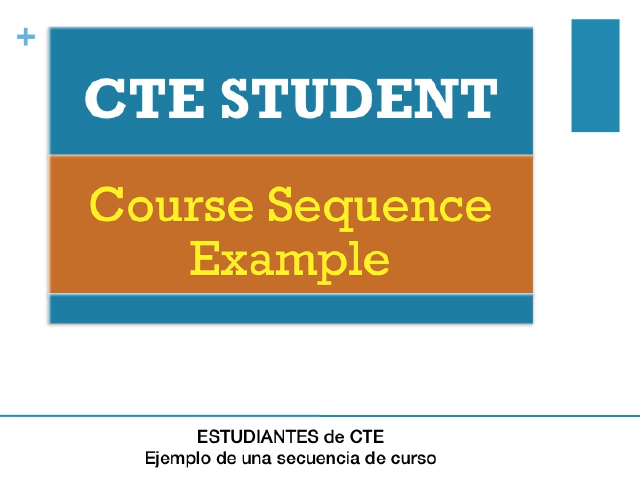 +
CTE STUDENT
Course Sequence
Example
ESTUDIANTES de CTE
Ejemplo de una secuencia de curso